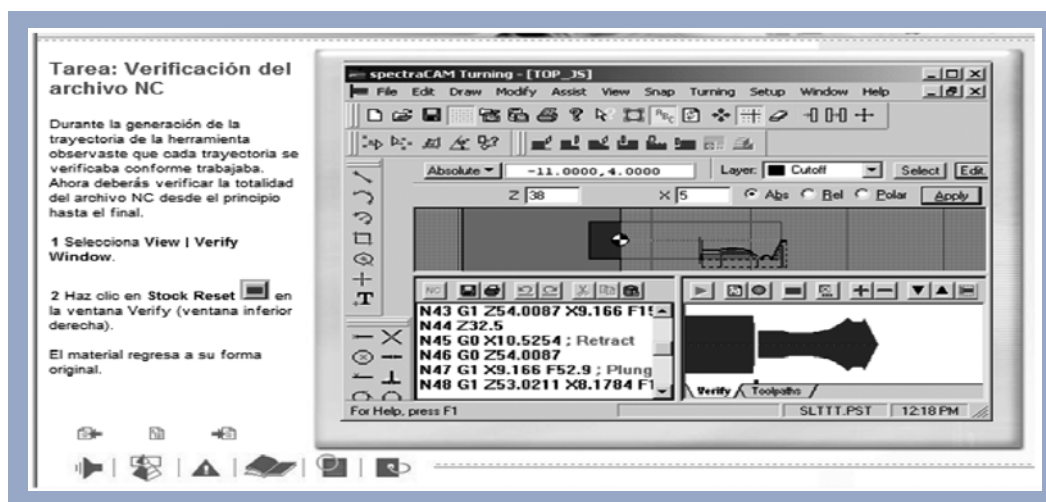 Tarea: Verificación del
archivo NC
Durante la generación de la
trayectoria de la herramienta
observaste que cada trayectoria se
verificaba conforme trabajaba.
Ahora deberás verificar la totalidad
del archivo NC desde el principio
hasta el final.
1 Selecciona View | Verify
Window.
2 Haz clic en Stock Reset en
la ventana Verify (ventana inferior
derecha).
El material regresa a su forma
original.
spectraCAM Turning - [TOP_JS]
File Edit Draw Modify Assist View Snap Turning Setup Window Help
Absolute -11.0000,4.0000 Layer: Cutoff Select Edit
Z 38 X 5 Abs Rel Polar Apply
N43 G1 Z54.0087 X9.166
N44 Z32.5
N45 G0 X10.5254 ; Retract
N46 G0 Z54.0087
N47 G1 X9.166 F52.9 ; Plung
N48 G1 Z53.0211 X8.1784 F1
Verify Toolpaths
For Help, press F1 SLTTT.PST 12:18 PM